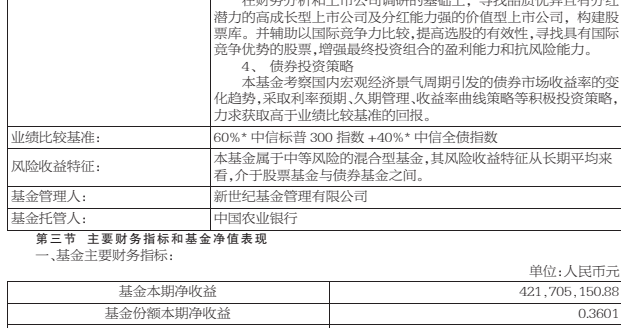 在财务分析和上市公司调研的基础上，寻找品质优异且有分红
潜力的高成长型上市公司及分红能力强的价值型上市公司，构建股
票库。并辅助以国际竞争力比较，提高选股的有效性，寻找具有国际
竞争优势的股票，增强最终投资组合的盈利能力和抗风险能力。
4、 债券投资策略
本基金考察国内宏观经济景气周期引发的债券市场收益率的变
化趋势，采取利率预期、久期管理、收益率曲线策略等积极投资策略，
力求获取高于业绩比较基准的回报。
业绩比较基准： 60%* 中信标普 300 指数 +40%* 中信全债指数
风险收益特征： 本基金属于中等风险的混合型基金，其风险收益特征从长期平均来
看，介于股票基金与债券基金之间。
基金管理人： 新世纪基金管理有限公司
基金托管人： 中国农业银行
第三节 主要财务指标和基金净值表现
一、基金主要财务指标：
单位：人民币元
基金本期净收益 421,705,150.88
基金份额本期净收益 0.3601